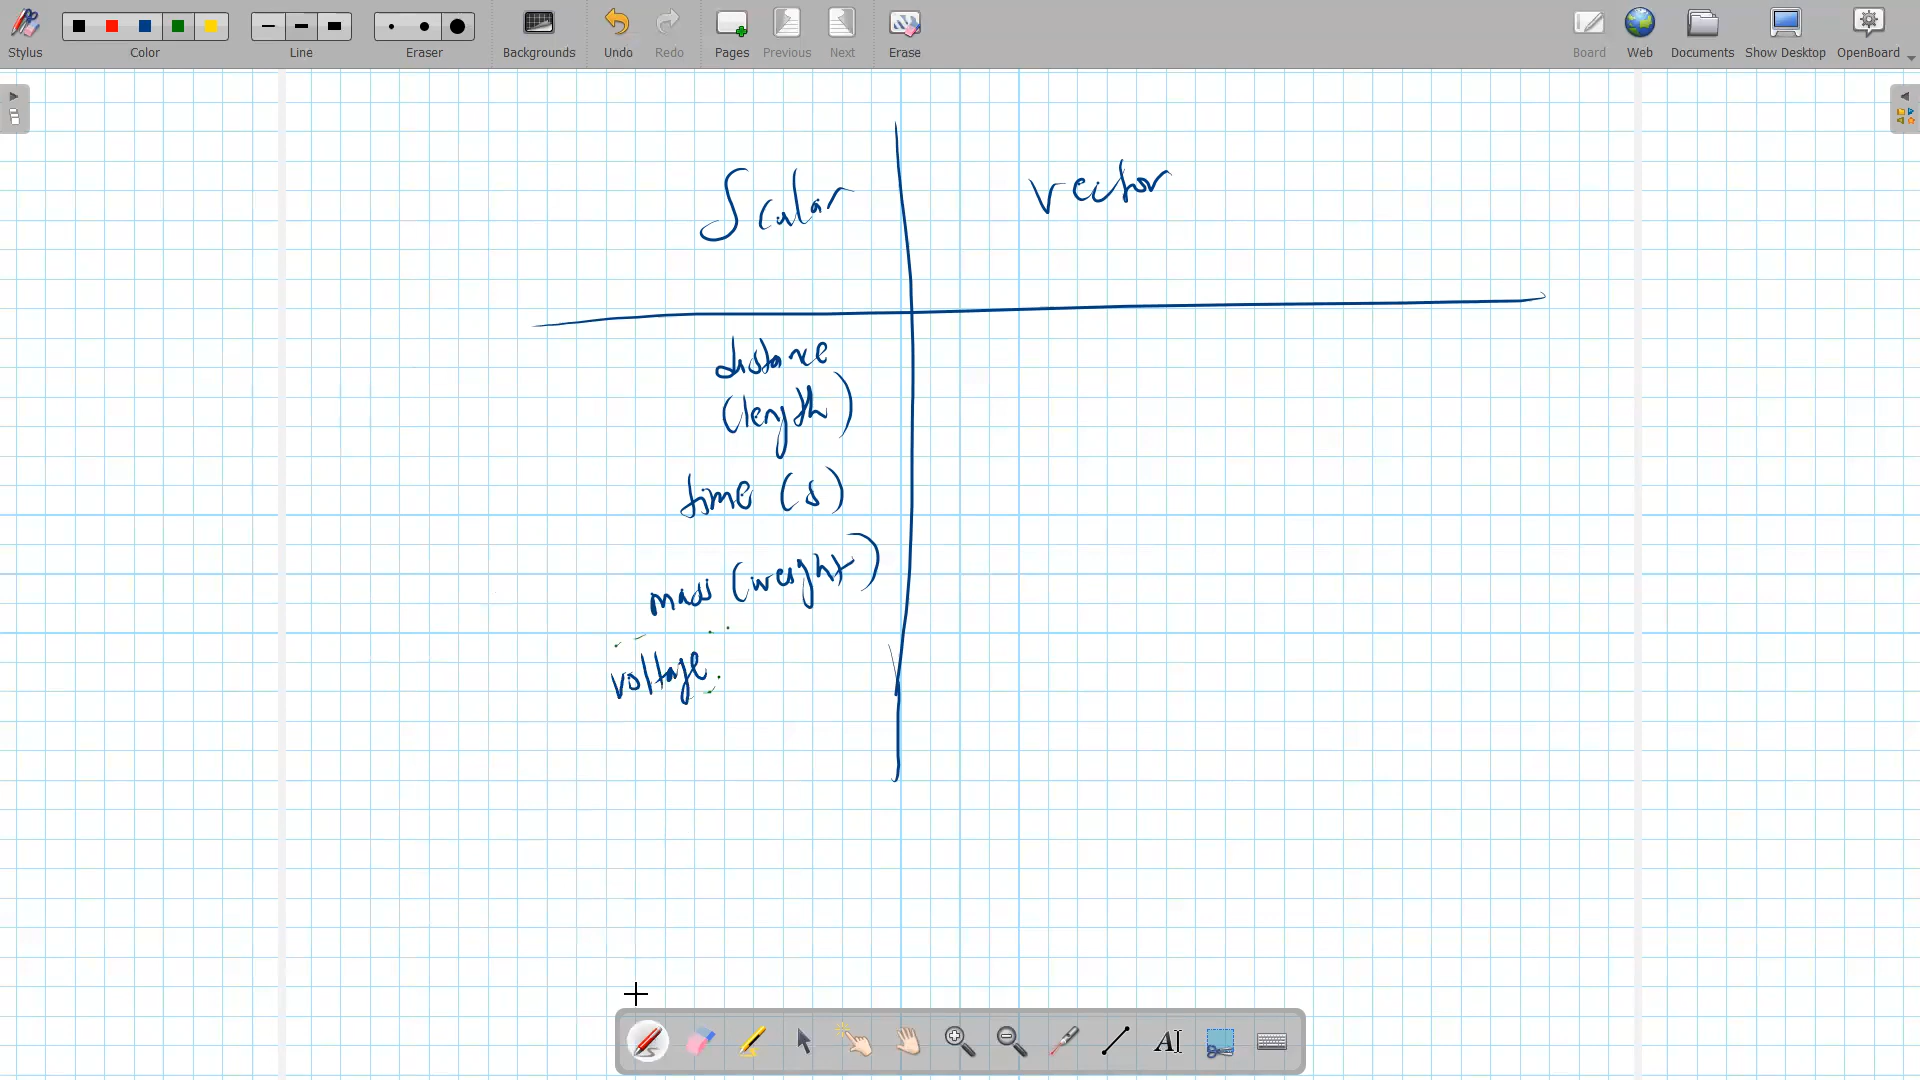 Stylus Color Line Eraser Backgrounds Undo Redo Pages Previous Next Erase Board Web Documents Show Desktop OpenBoard
Scalar vector
distance
(length)
time (s)
mass (weight)
voltage